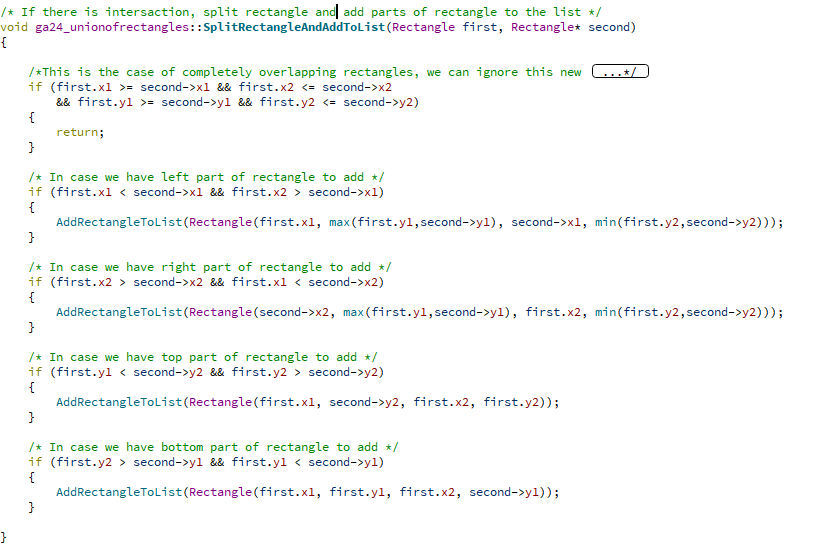 /* If there is intersaction, split rectangle and add parts of rectangle to the list */
void ga24_unionofrectangles::SplitRectangleAndAddToList(Rectangle first, Rectangle* second)
{
/*This is the case of completely overlapping rectangles, we can ignore this new ...*/
if (first.x1 >= second->x1 && first.x2 <= second->x2
&& first.y1 >= second->y1 && first.y2 <= second->y2)
{
return;
}
/* In case we have left part of rectangle to add */
if (first.x1 < second->x1 && first.x2 > second->x1)
{
AddRectangleToList(Rectangle(first.x1, max(first.y1,second->y1), second->x1, min(first.y2,second->y2)));
}
/* In case we have right part of rectangle to add */
if (first.x2 > second->x2 && first.x1 < second->x2)
{
AddRectangleToList(Rectangle(second->x2, max(first.y1,second->y1), first.x2, min(first.y2,second->y2)));
}
/* In case we have top part of rectangle to add */
if (first.y1 < second->y2 && first.y2 > second->y2)
{
AddRectangleToList(Rectangle(first.x1, second->y2, first.x2, first.y2));
}
/* In case we have bottom part of rectangle to add */
if (first.y2 > second->y1 && first.y1 < second->y1)
{
AddRectangleToList(Rectangle(first.x1, first.y1, first.x2, second->y1));
}
}